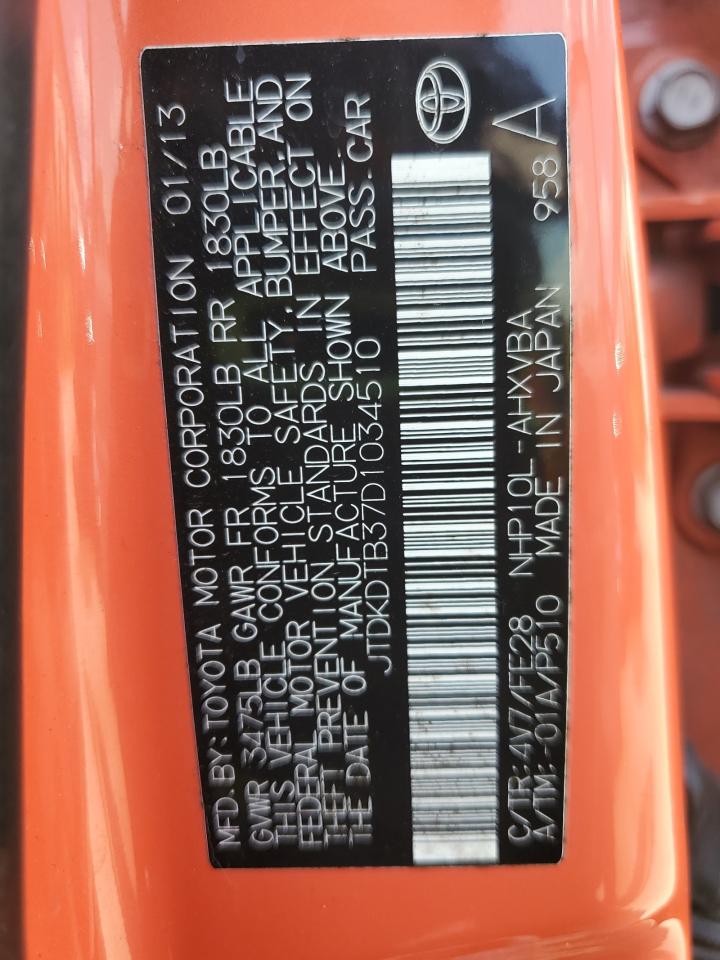 MFD.BY:TOYOTA MOTOR CORPORATION 01/13
GVWR 3475LB GAWR FR 1830LB RR 1830LB
THIS VEHICLE CONFORMS TO ALL APPLICABLE
FEDERAL MOTOR VEHICLE SAFETY, BUMPER, AND
THEFT PREVENTION STANDARDS IN EFFECT ON
THE DATE OF MANUFACTURE SHOWN ABOVE.
JTDKDTB37D1034510 PASS.CAR
C/TR:4V7/FE28 NHP10L-AHXVBA
A/TM:-01A/P510 MADE IN JAPAN 958 A